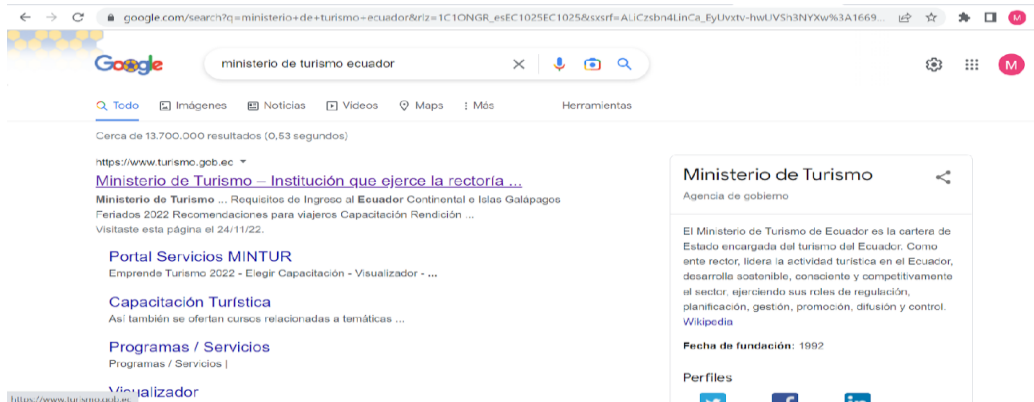 google.com/search?q=ministerio+de+turismo+ecuador&rlz=1C1ONGR_esEC1025EC1025&sxsrf=ALiCzsbn4LinCa_EyUvxtv-hwUVSh3NYXw%3A1669...
M
Google
ministerio de turismo ecuador
M
Todo Imágenes Noticias Videos Maps Más Herramientas
Cerca de 13.700.000 resultados (0,53 segundos)
https://www.turismo.gob.ec
Ministerio de Turismo – Institución que ejerce la rectoría ...
Ministerio de Turismo ... Requisitos de Ingreso al Ecuador Continental e Islas Galápagos
Feriados 2022 Recomendaciones para viajeros Capacitación Rendición ...
Visitaste esta página el 24/11/22.
Portal Servicios MINTUR
Emprende Turismo 2022 - Elegir Capacitación - Visualizador - ...
Capacitación Turística
Así también se ofertan cursos relacionadas a temáticas ...
Programas / Servicios
Programas / Servicios |
Visualizador
https://www.turismo.gob.ec
Ministerio de Turismo
Agencia de gobierno
El Ministerio de Turismo de Ecuador es la cartera de
Estado encargada del turismo del Ecuador. Como
ente rector, lidera la actividad turística en el Ecuador,
desarrolla sostenible, consciente y competitivamente
el sector, ejerciendo sus roles de regulación,
planificación, gestión, promoción, difusión y control.
Wikipedia
Fecha de fundación: 1992
Perfiles